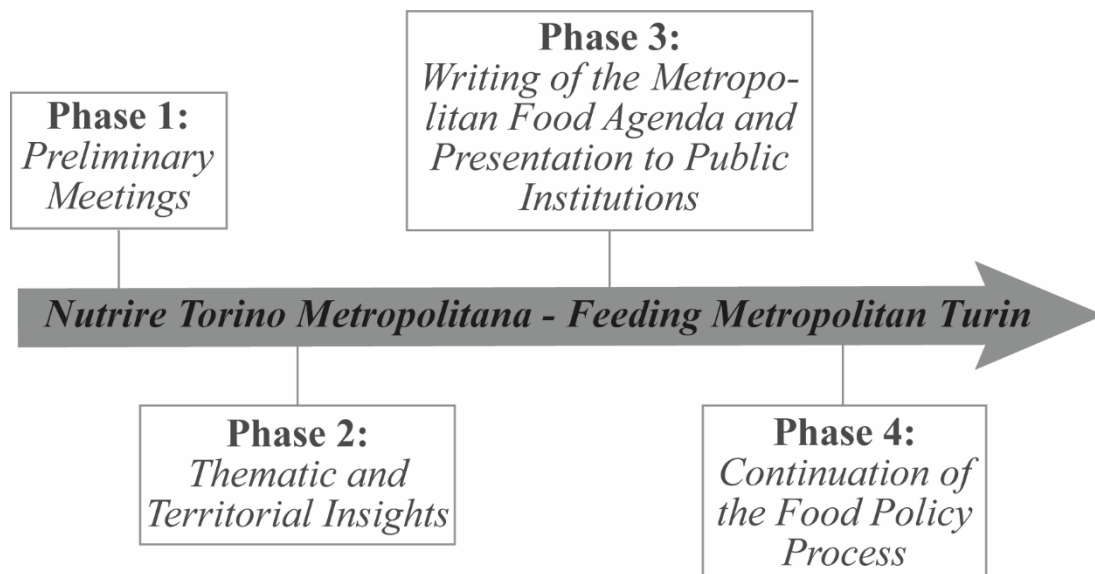 Phase 1:
Preliminary
Meetings
Phase 3:
Writing of the Metropo-
litan Food Agenda and
Presentation to Public
Institutions
Nutrire Torino Metropolitana - Feeding Metropolitan Turin
Phase 2:
Thematic and
Territorial Insights
Phase 4:
Continuation of
the Food Policy
Process